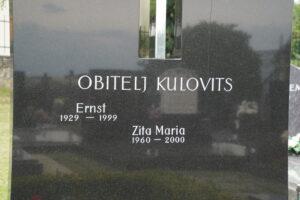 OBITELJ KULOVITS
Ernst
1929 — 1999
Zita Maria
1960 — 2000